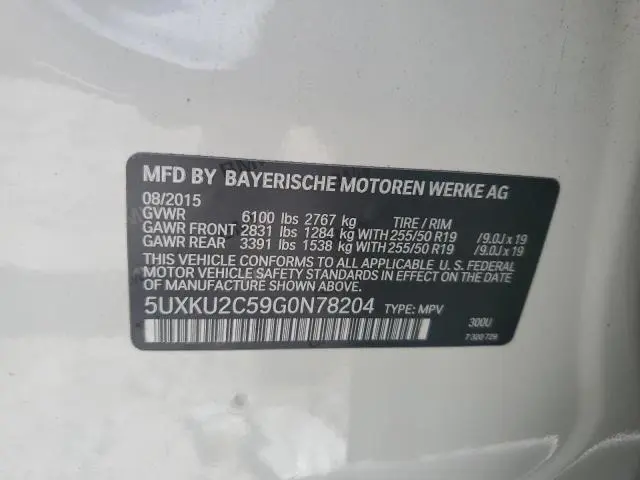 MFD BY BAYERISCHE MOTOREN WERKE AG
08/2015
GVWR 6100 lbs 2767 kg TIRE / RIM
GAWR FRONT 2831 lbs 1284 kg WITH 255/50 R19 /9.0J x 19
GAWR REAR 3391 lbs 1538 kg WITH 255/50 R19 /9.0J x 19
THIS VEHICLE CONFORMS TO ALL APPLICABLE U. S. FEDERAL
MOTOR VEHICLE SAFETY STANDARDS IN EFFECT ON THE DATE
OF MANUFACTURE SHOWN ABOVE.
5UXKU2C59G0N78204 TYPE: MPV
300U
7 320 729